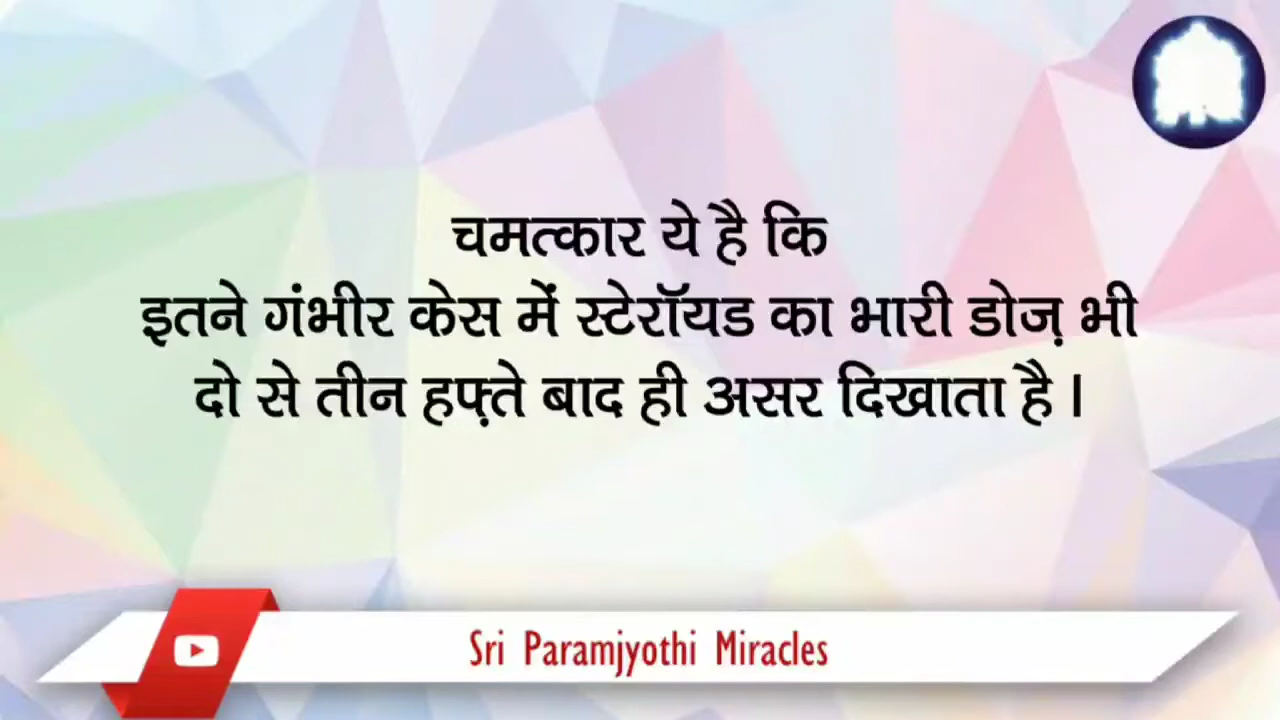 चमत्कार ये है कि
इतने गंभीर केस में स्टेरॉयड का भारी डोज़ भी
दो से तीन हफ़्ते बाद ही असर दिखाता है ।
Sri Paramjyothi Miracles